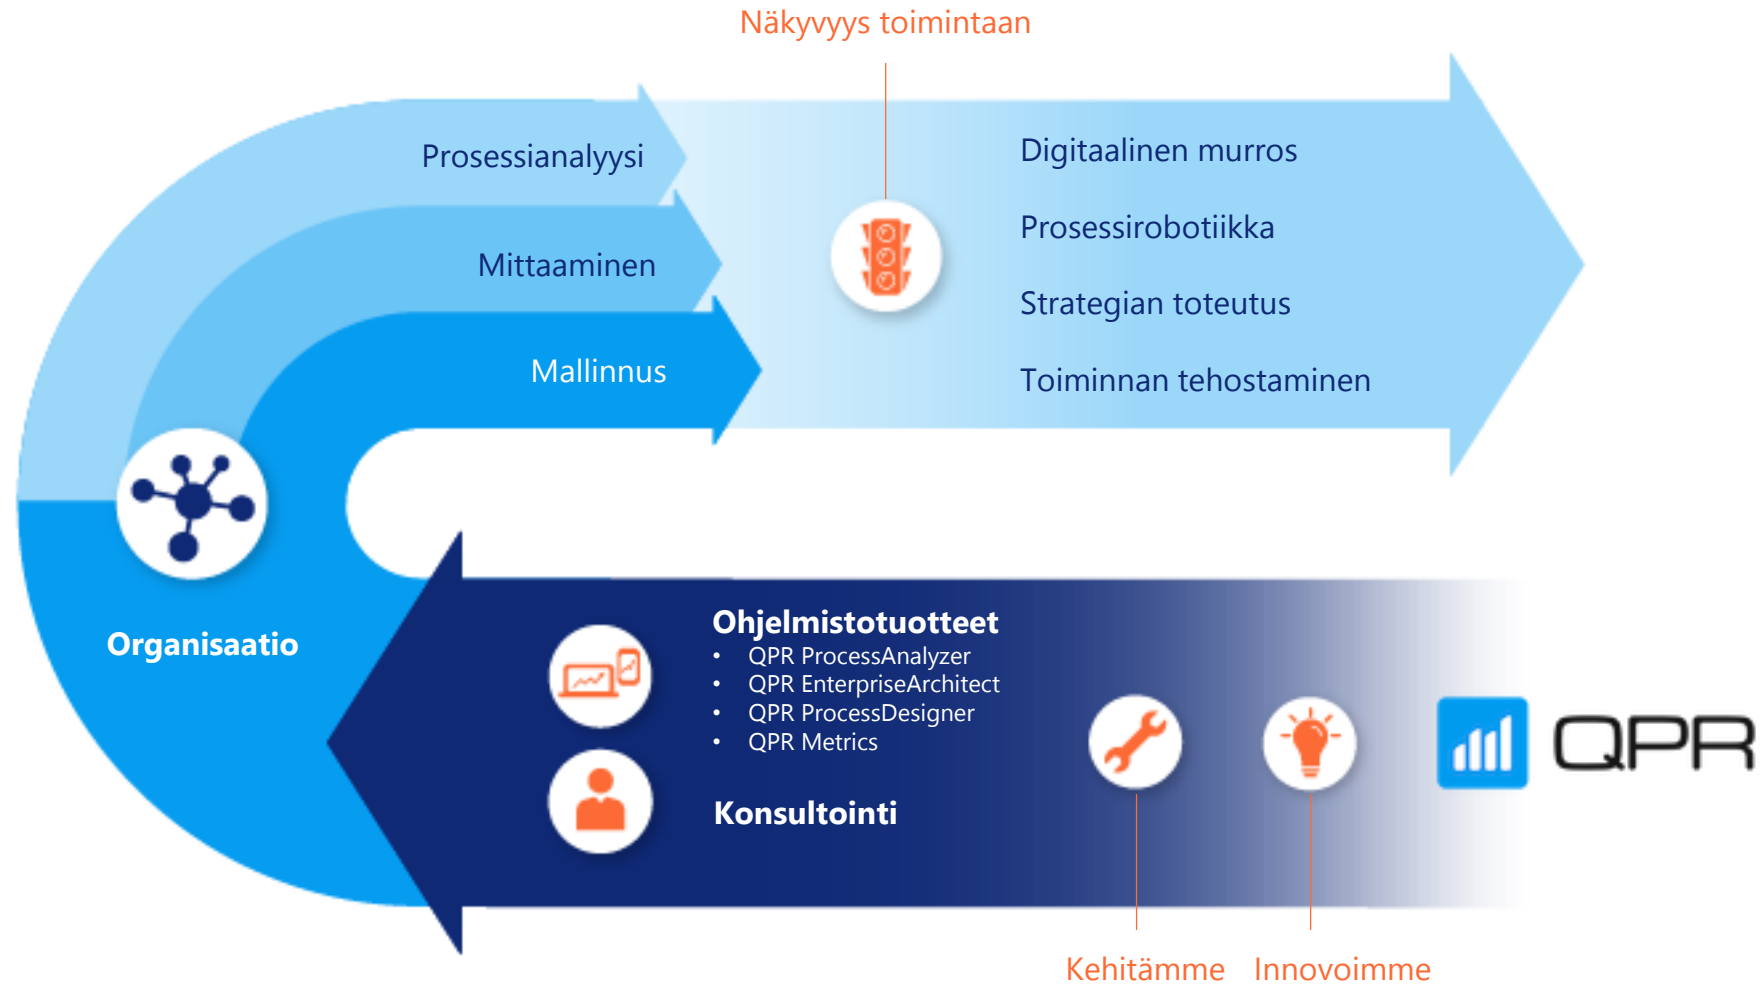 Näkyvyys toimintaan
Prosessianalyysi
Mittaaminen
Mallinnus
Digitaalinen murros
Prosessirobotiikka
Strategian toteutus
Toiminnan tehostaminen
Organisaatio
Ohjelmistotuotteet
• QPR ProcessAnalyzer
• QPR EnterpriseArchitect
• QPR ProcessDesigner
• QPR Metrics
Konsultointi
QPR
Kehitämme
Innovoimme